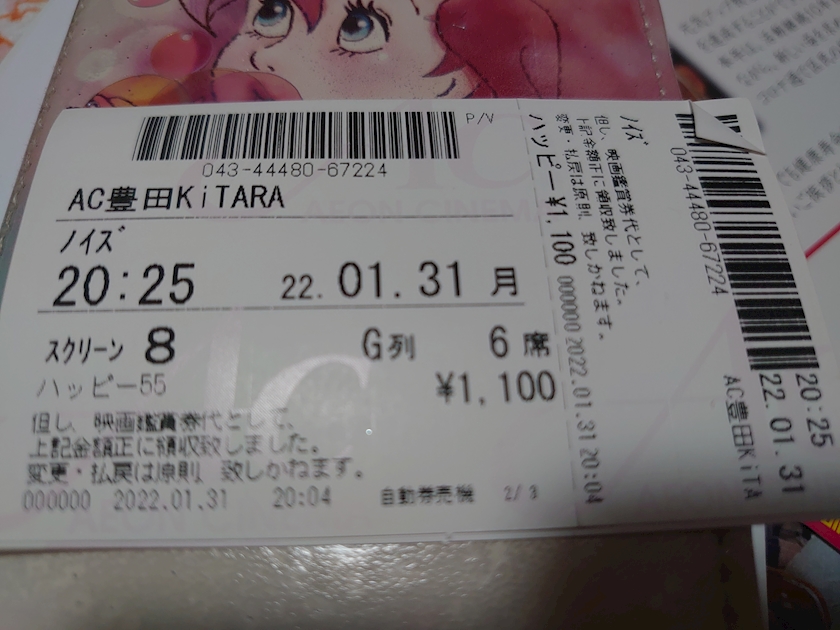 P/V
043-44480-67224
AC豊田KiTARA
ノイズ
20:25 22.01.31 月
スクリーン 8 G列 6席
ハッピー55 ¥1,100
但し、映画鑑賞券代として、
上記金額正に領収致しました。
変更・払戻は原則、致しかねます。
000000 2022.01.31 20:04 自動券売機 2/3
ノイズ
但し、映画鑑賞券代として、
上記金額正に領収致しました。
変更・払戻は原則、致しかねます。
ハッピー ¥1,100 000000 2022.01.31 20:04
043-44480-67224
20:25
22.01.31
AC豊田KiTA